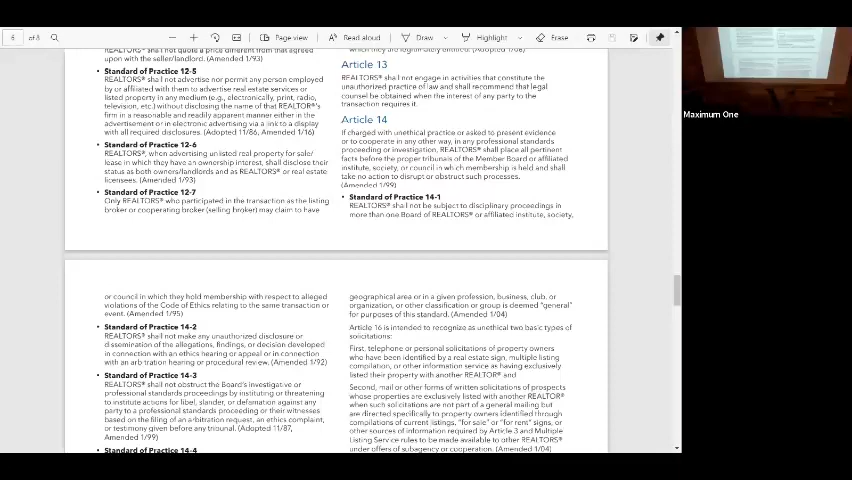 6 of 8
Page view
Read aloud
Draw
Highlight
Erase
REALTORS® shall not quote a price different from that agreed
upon with the seller/landlord. (Amended 1/93)
• Standard of Practice 12-5
REALTORS® shall not advertise nor permit any person employed
by or affiliated with them to advertise real estate services or
listed property in any medium (e.g., electronically, print, radio,
television, etc.) without disclosing the name of that REALTOR®'s
firm in a reasonable and readily apparent manner either in the
advertisement or in electronic advertising via a link to a display
with all required disclosures. (Adopted 11/86, Amended 1/16)
• Standard of Practice 12-6
REALTORS®, when advertising unlisted real property for sale/
lease in which they have an ownership interest, shall disclose their
status as both owners/landlords and as REALTORS® or real estate
licensees. (Amended 1/93)
• Standard of Practice 12-7
Only REALTORS® who participated in the transaction as the listing
broker or cooperating broker (selling broker) may claim to have
which they are legitimately entitled. (Adopted 1/08)
Article 13
REALTORS® shall not engage in activities that constitute the
unauthorized practice of law and shall recommend that legal
counsel be obtained when the interest of any party to the
transaction requires it.
Article 14
If charged with unethical practice or asked to present evidence
or to cooperate in any other way, in any professional standards
proceeding or investigation, REALTORS® shall place all pertinent
facts before the proper tribunals of the Member Board or affiliated
institute, society, or council in which membership is held and shall
take no action to disrupt or obstruct such processes.
(Amended 1/99)
• Standard of Practice 14-1
REALTORS® shall not be subject to disciplinary proceedings in
more than one Board of REALTORS® or affiliated institute, society,
or council in which they hold membership with respect to alleged
violations of the Code of Ethics relating to the same transaction or
event. (Amended 1/95)
• Standard of Practice 14-2
REALTORS® shall not make any unauthorized disclosure or
dissemination of the allegations, findings, or decision developed
in connection with an ethics hearing or appeal or in connection
with an arbitration hearing or procedural review. (Amended 1/92)
• Standard of Practice 14-3
REALTORS® shall not obstruct the Board's investigative or
professional standards proceedings by instituting or threatening
to institute actions for libel, slander, or defamation against any
party to a professional standards proceeding or their witnesses
based on the filing of an arbitration request, an ethics complaint,
or testimony given before any tribunal. (Adopted 11/87,
Amended 1/99)
• Standard of Practice 14-4
geographical area or in a given profession, business, club, or
organization, or other classification or group is deemed "general"
for purposes of this standard. (Amended 1/04)
Article 16 is intended to recognize as unethical two basic types of
solicitations:
First, telephone or personal solicitations of property owners
who have been identified by a real estate sign, multiple listing
compilation, or other information service as having exclusively
listed their property with another REALTOR® and
Second, mail or other forms of written solicitations of prospects
whose properties are exclusively listed with another REALTOR®
when such solicitations are not part of a general mailing but
are directed specifically to property owners identified through
compilations of current listings, "for sale" or "for rent" signs, or
other sources of information required by Article 3 and Multiple
Listing Service rules to be made available to other REALTORS®
under offers of subagency or cooperation. (Amended 1/04)
Maximum One